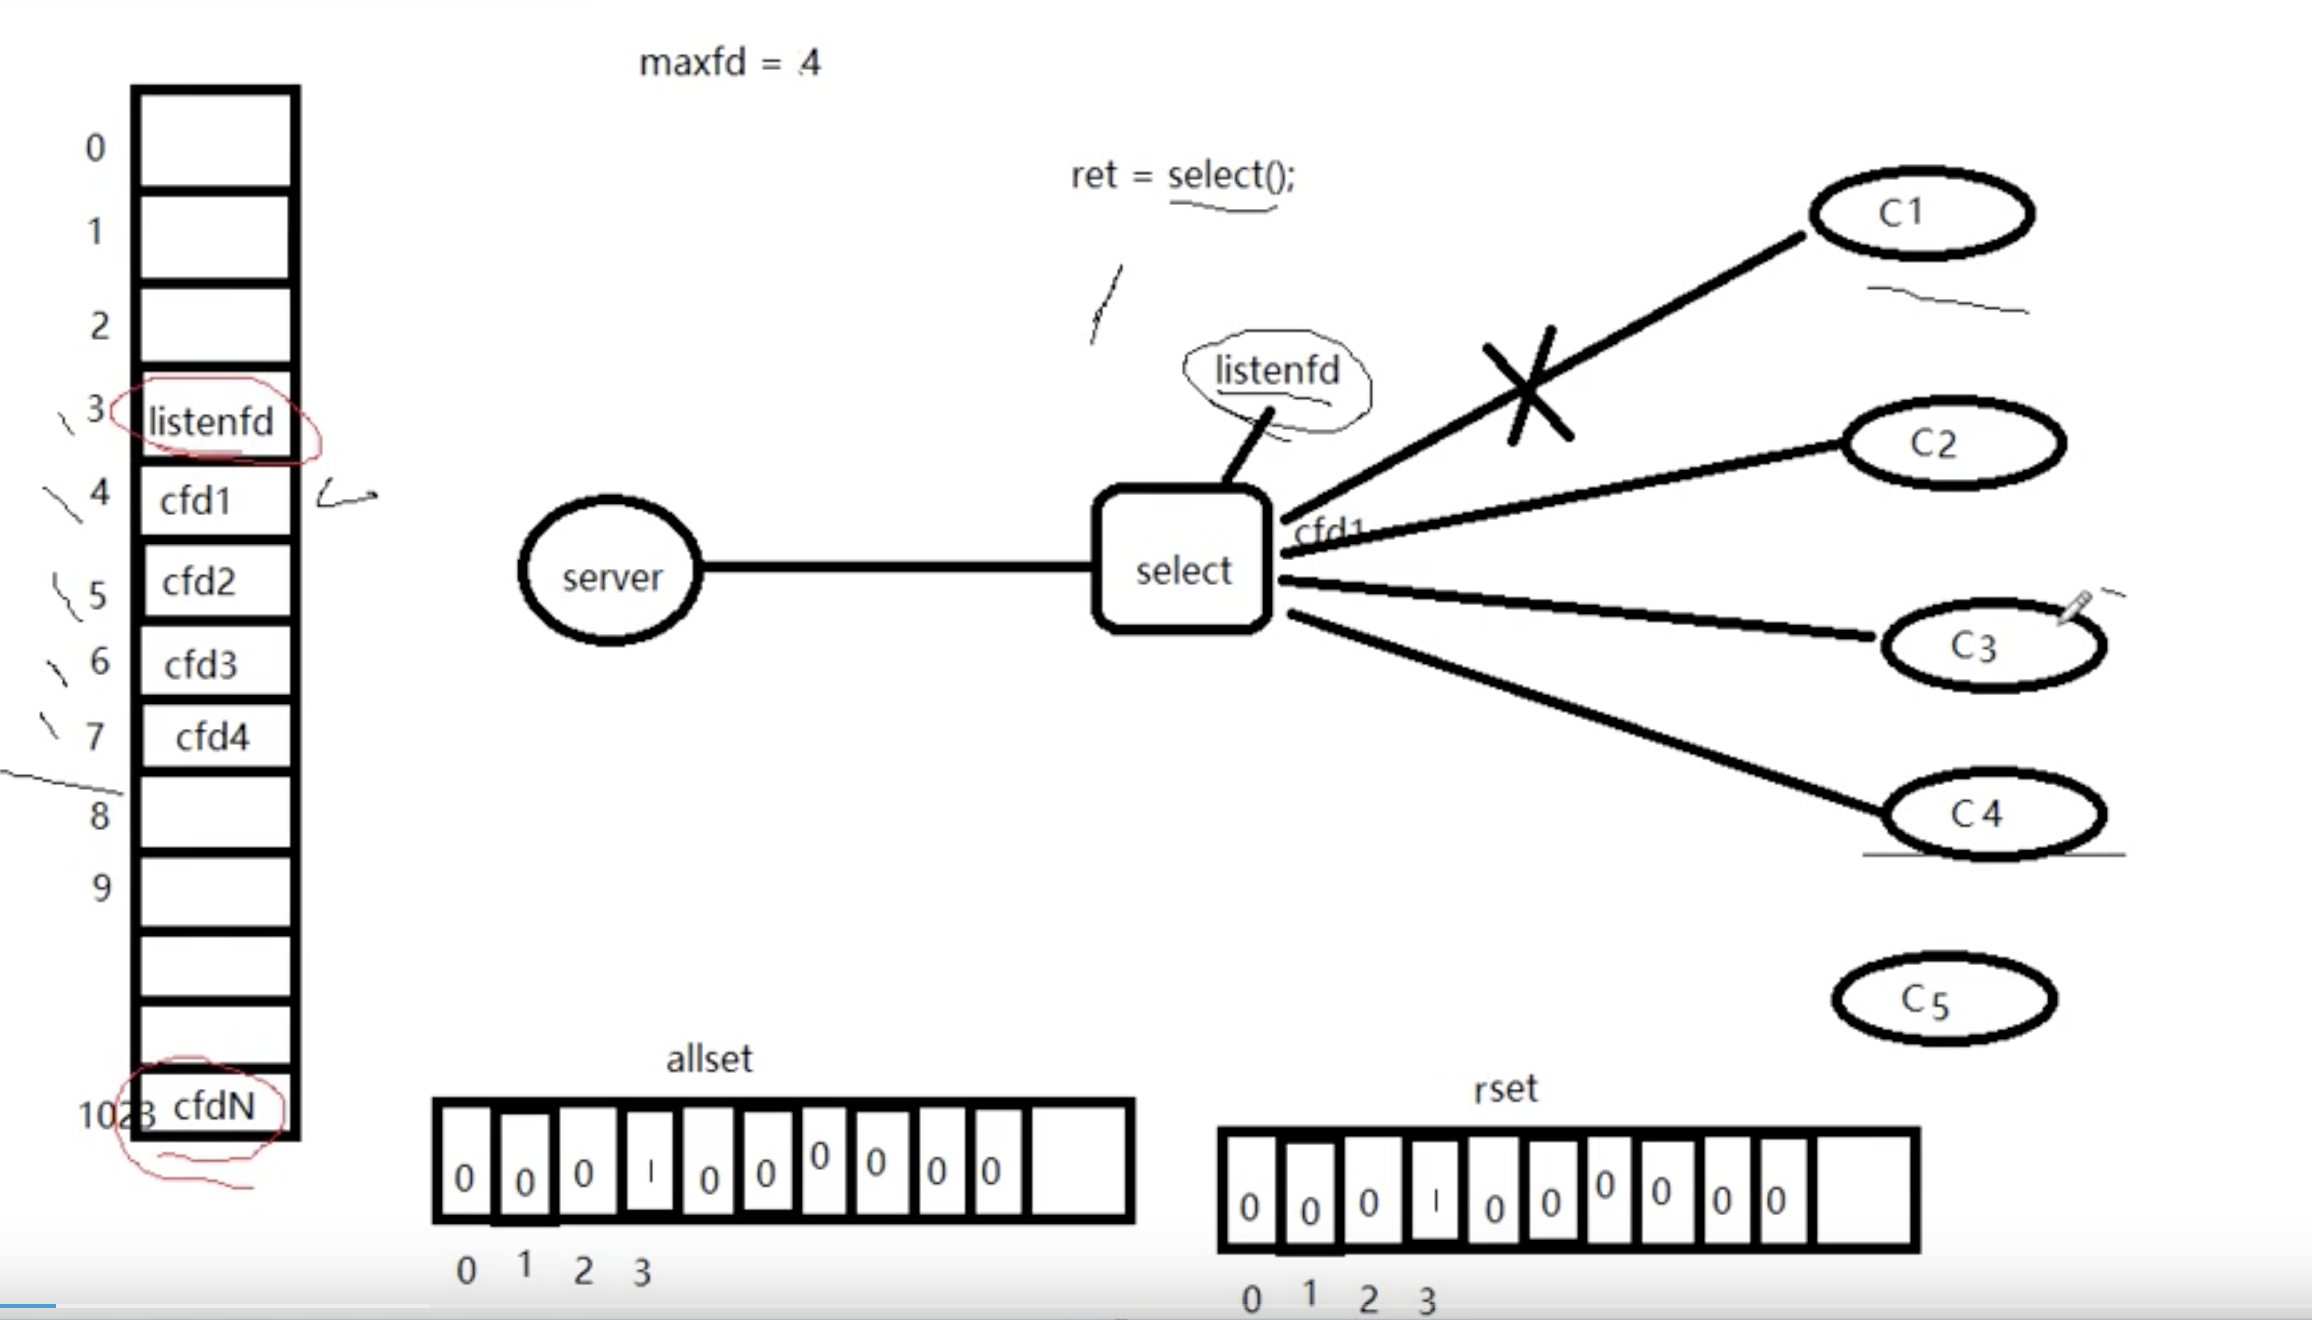 maxfd = 4
ret = select();
0
1
2
3 listenfd
4 cfd1
5 cfd2
6 cfd3
7 cfd4
8
9
1023 cfdN
server
select
listenfd
cfd1
C1
C2
C3
C4
C5
allset
0 0 0 1 0 0 0 0 0 0
0 1 2 3
rset
0 0 0 1 0 0 0 0 0 0
0 1 2 3